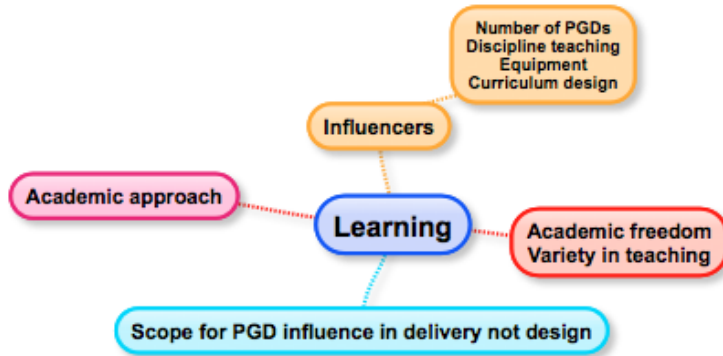 Number of PGDs
Discipline teaching
Equipment
Curriculum design
Influencers
Academic approach
Learning
Academic freedom
Variety in teaching
Scope for PGD influence in delivery not design